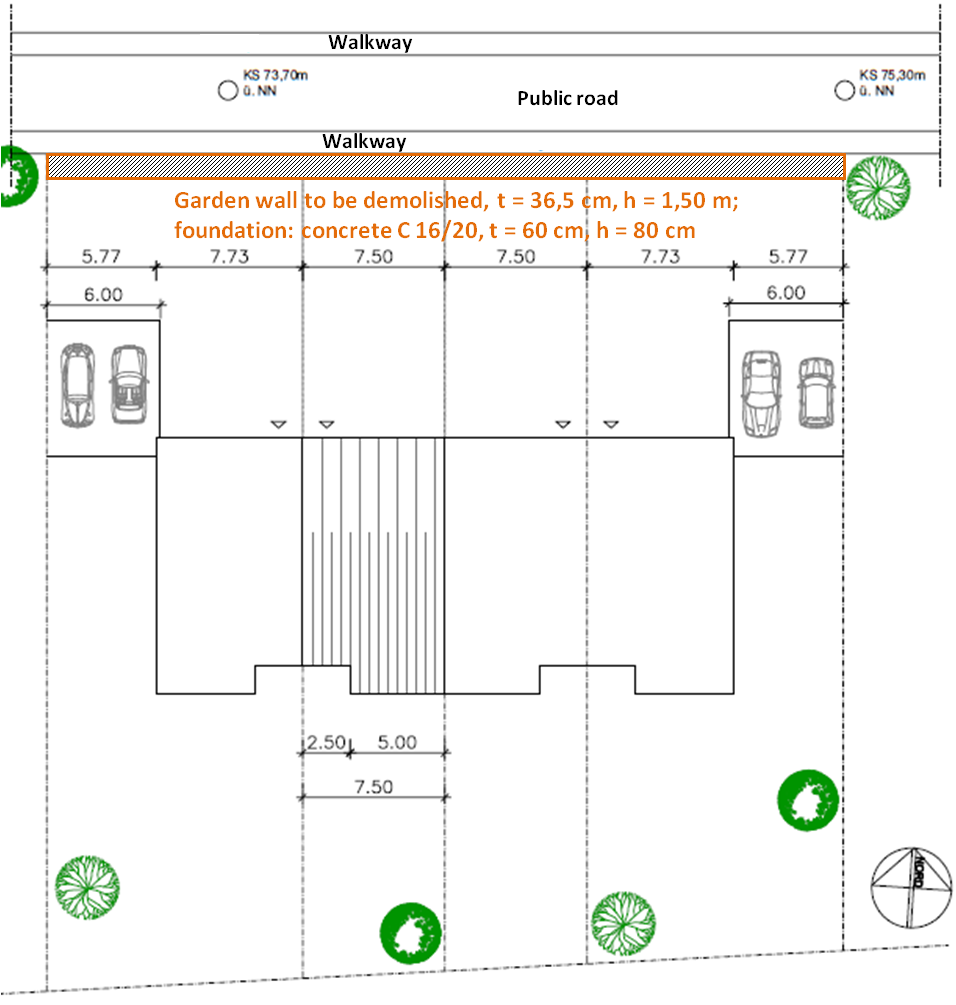 Walkway
KS 73,70m
ü. NN
KS 75,30m
ü. NN
Public road
Walkway
Garden wall to be demolished, t = 36,5 cm, h = 1,50 m;
foundation: concrete C 16/20, t = 60 cm, h = 80 cm
5.77 7.73 7.50 7.50 7.73 5.77
6.00 6.00
2.50 5.00
7.50
NORD